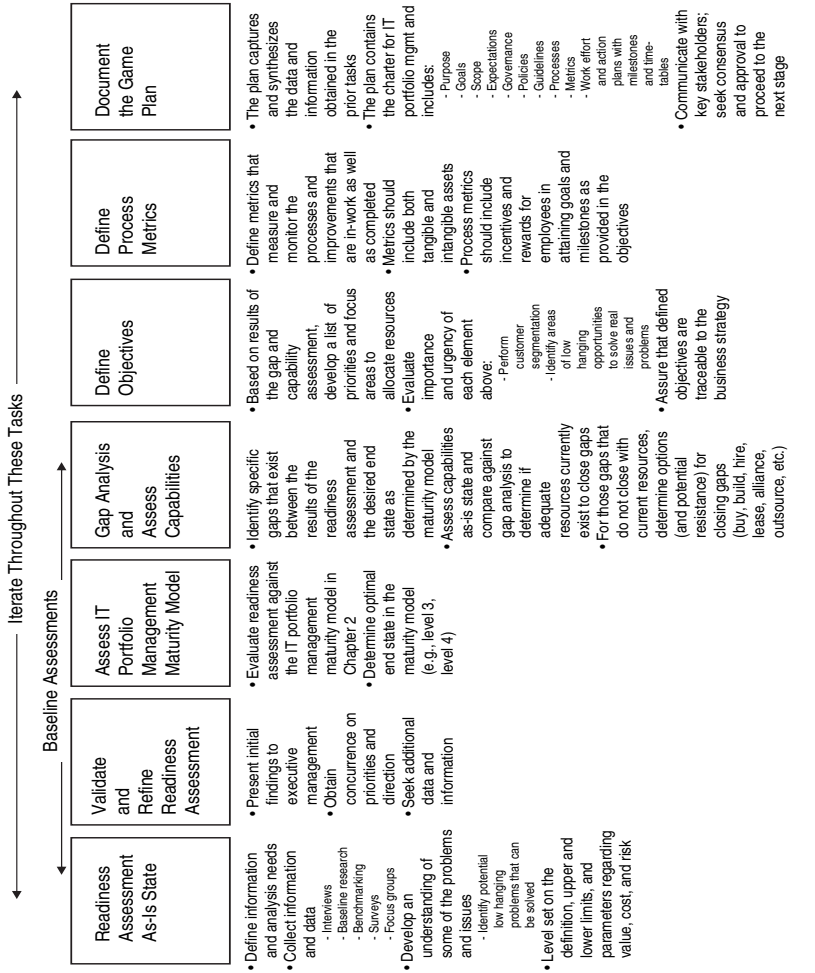 Iterate Throughout These Tasks
Baseline Assessments
Readiness
Assessment
As-Is State
• Define information
and analysis needs
• Collect information
and data
- Interviews
- Baseline research
- Benchmarking
- Surveys
- Focus groups
• Develop an
understanding of
some of the problems
and issues
- Identify potential
low hanging
problems that can
be solved
• Level set on the
definition, upper and
lower limits, and
parameters regarding
value, cost, and risk
Validate
and
Refine
Readiness
Assessment
• Present initial
findings to
executive
management
• Obtain
concurrence on
priorities and
direction
• Seek additional
data and
information
Assess IT
Portfolio
Management
Maturity Model
• Evaluate readiness
assessment against
the IT portfolio
management
maturity model in
Chapter 2
• Determine optimal
end state in the
maturity model
(e.g., level 3,
level 4)
Gap Analysis
and
Assess
Capabilities
• Identify specific
gaps that exist
between the
results of the
readiness
assessment and
the desired end
state as
determined by the
maturity model
• Assess capabilities
as-is state and
compare against
gap analysis to
determine if
adequate
resources currently
exist to close gaps
• For those gaps that
do not close with
current resources,
determine options
(and potential
resistance) for
closing gaps
(buy, build, hire,
lease, alliance,
outsource, etc.)
Define
Objectives
• Based on results of
the gap and
capability
assessment,
develop a list of
priorities and focus
areas to
allocate resources
• Evaluate
importance
and urgency of
each element
above:
- Perform
customer
segmentation
- Identify areas
of low
hanging
opportunities
to solve real
issues and
problems
• Assure that defined
objectives are
traceable to the
business strategy
Define
Process
Metrics
• Define metrics that
measure and
monitor the
processes and
improvements that
are in-work as well
as completed
• Metrics should
include both
tangible and
intangible assets
• Process metrics
should include
incentives and
rewards for
employees in
attaining goals and
milestones as
provided in the
objectives
Document
the Game
Plan
• The plan captures
and synthesizes
the data and
information
obtained in the
prior tasks
• The plan contains
the charter for IT
portfolio mgmt and
includes:
- Purpose
- Goals
- Scope
- Expectations
- Governance
- Policies
- Guidelines
- Processes
- Metrics
- Work effort
and action
plans with
milestones
and time-
tables
• Communicate with
key stakeholders;
seek consensus
and approval to
proceed to the
next stage